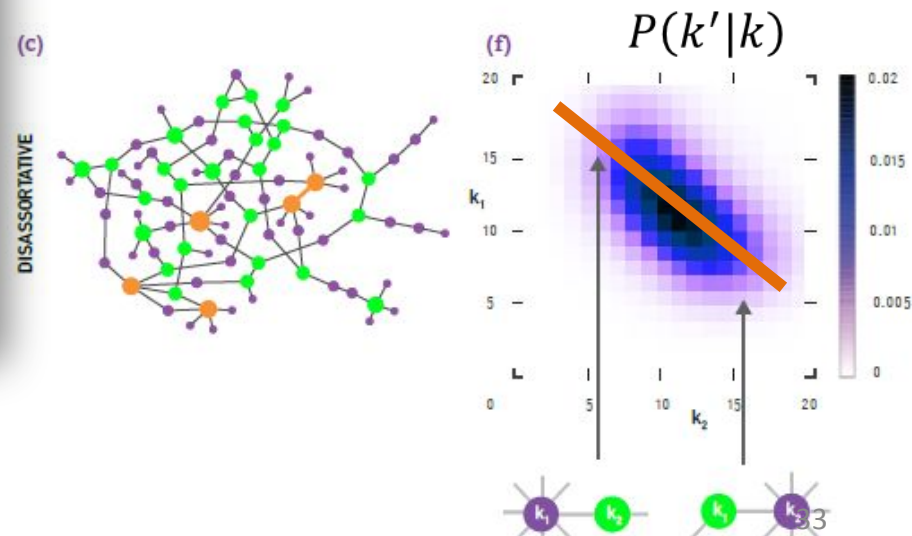 (c)
DISASSORTATIVE
(f)
P(k'|k)
20
15
10
5
k₁
0
5
10
15
20
k₂
0.02
0.015
0.01
0.005
0
k₁
k₂
k₁
k₂
33